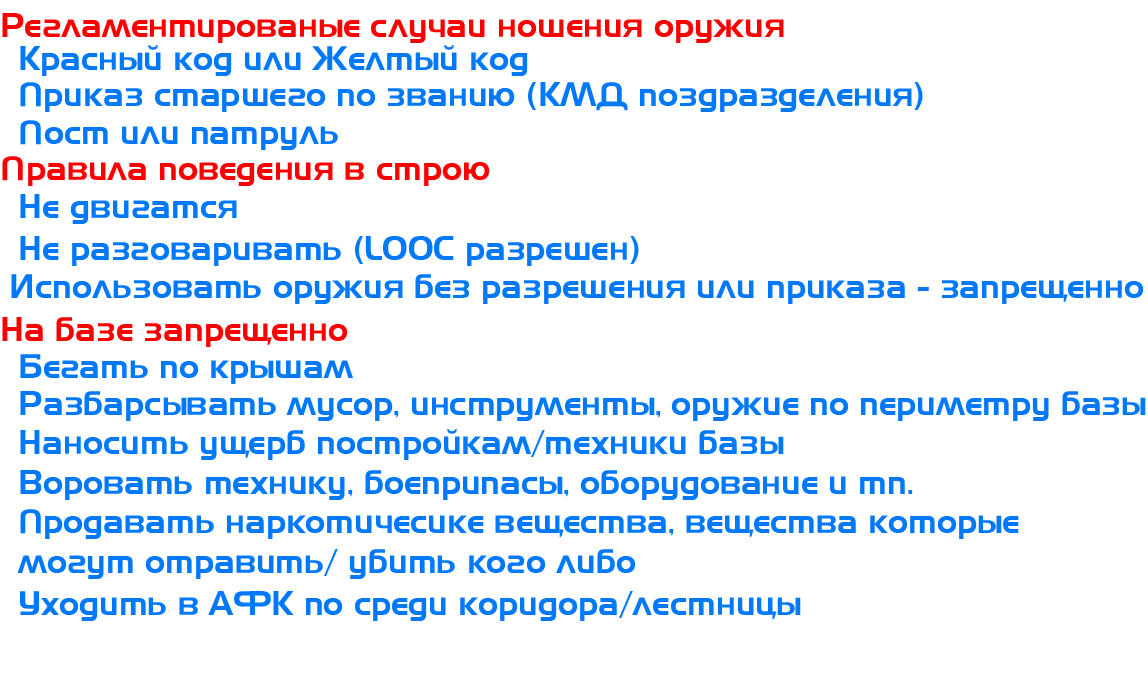 Регламентированые случаи ношения оружия
Красный код или Желтый код
Приказ старшего по званию (КМД поздразделения)
Пост или патруль
Правила поведения в строю
Не двигатся
Не разговаривать (LOOC разрешен)
Использовать оружия без разрешения или приказа - запрещенно
На базе запрещенно
Бегать по крышам
Разбарсывать мусор, инструменты, оружие по периметру базы
Наносить ущерб постройкам/техники базы
Воровать технику, боеприпасы, оборудование и тп.
Продавать наркотичесике вещества, вещества которые
могут отравить/ убить кого либо
Уходить в АФК по среди коридора/лестницы